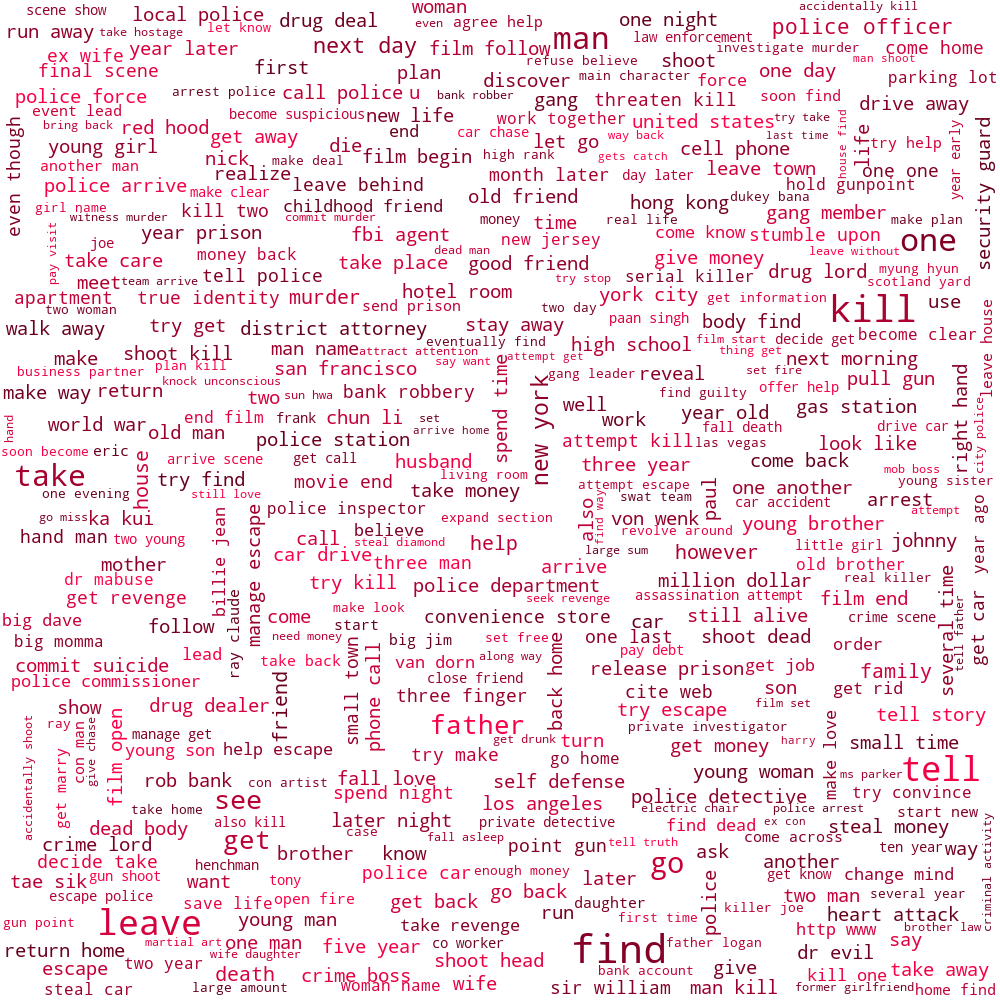 scene show
local police
drug deal
woman
even agree help
one night
accidentally kill
police officer
run away
take hostage
let know
next day
film follow
man
law enforcement
investigate murder
come home
ex wife
year later
refuse believe
shoot
man shoot
final scene
first
plan
discover
main character
force
one day
parking lot
police force
arrest police
call police
u
bank robber
gang
threaten kill
soon find
drive away
event lead
become suspicious
new life
work together
united states
try take
bring back
red hood
get away
die
end
car chase
let go
way back
last time
house find
life
try help
year early
security guard
even though
young girl
nick
make deal
film begin
high rank
gets catch
cell phone
another man
realize
month later
day later
leave town
one one
police arrive
make clear
leave behind
old friend
hold gunpoint
girl name
witness murder
kill two
childhood friend
commit murder
money
time
real life
hong kong
dukey bana
gang member
make plan
pay visit
joe
year prison
fbi agent
dead man
new jersey
come know
stumble upon
leave without
one
take care
money back
take place
good friend
give money
meet
team arrive
tell police
try stop
serial killer
drug lord
myung hyun
scotland yard
apartment
true identity
murder
hotel room
send prison
two day
york city
get information
kill
use
two woman
walk away
try get
district attorney
stay away
paan singh
body find
become clear
leave house
make
shoot kill
man name
attract attention
eventually find
say want
attempt get
high school
film start
decide get
thing get
next morning
business partner
plan kill
san francisco
gang leader
reveal
set fire
make way
return
knock unconscious
two
sun hwa
bank robbery
spend time
new york
find guilty
offer help
pull gun
hand
world war
old man
end film
frank
chun li
set
arrive home
well
work
year old
gas station
fall death
drive car
city police
right hand
soon become
eric
police station
attempt kill
las vegas
look like
arrive scene
get call
husband
three year
come back
mob boss
take
house
try find
movie end
living room
attempt escape
young sister
one evening
still love
take money
swat team
one another
car accident
arrest
attempt
go miss
ka kui
police inspector
expand section
also
find way
von wenk
paul
revolve around
young brother
year ago
hand man
two young
billie jean
manage escape
call
believe
steal diamond
help
large sum
however
little girl
johnny
mother
car drive
three man
arrive
old brother
dr mabuse
try kill
police department
million dollar
real killer
get revenge
seek revenge
assassination attempt
film end
several time
get car
big dave
follow
ray claude
come
make look
start
convenience store
car
still alive
crime scene
tell father
big momma
need money
small town
phone call
big jim
set free
back home
one last
shoot dead
order
commit suicide
lead
take back
van dorn
along way
pay debt
police commissioner
close friend
release prison
get job
family
show
drug dealer
friend
three finger
cite web
son
get rid
accidentally shoot
ray
give chase
film open
manage get
father
try escape
film set
tell story
get marry
con man
young son
help escape
try make
get drunk
turn
private investigator
get money
harry
make love
small time
go home
rob bank
con artist
fall love
self defense
young woman
ms parker
tell
see
spend night
police detective
try convince
take home
los angeles
electric chair
police arrest
start new
dead body
also kill
later night
private detective
find dead
ex con
steal money
criminal activity
crime lord
get
case
fall asleep
point gun
tell truth
come across
ten year
way
decide take
henchman
brother
know
go
ask
another
tae sik
gun shoot
want
tony
police car
enough money
later
get know
change mind
escape police
save life
open fire
get back
go back
daughter
police
two man
several year
gun point
leave
young man
take revenge
run
first time
killer joe
heart attack
brother law
return home
martial art
one man
five year
co worker
find
father logan
http www
say
escape
two year
wife daughter
death
crime boss
shoot head
bank account
give
dr evil
kill one
take away
steal car
large amount
woman name
wife
sir william
man kill
former girlfriend
home find